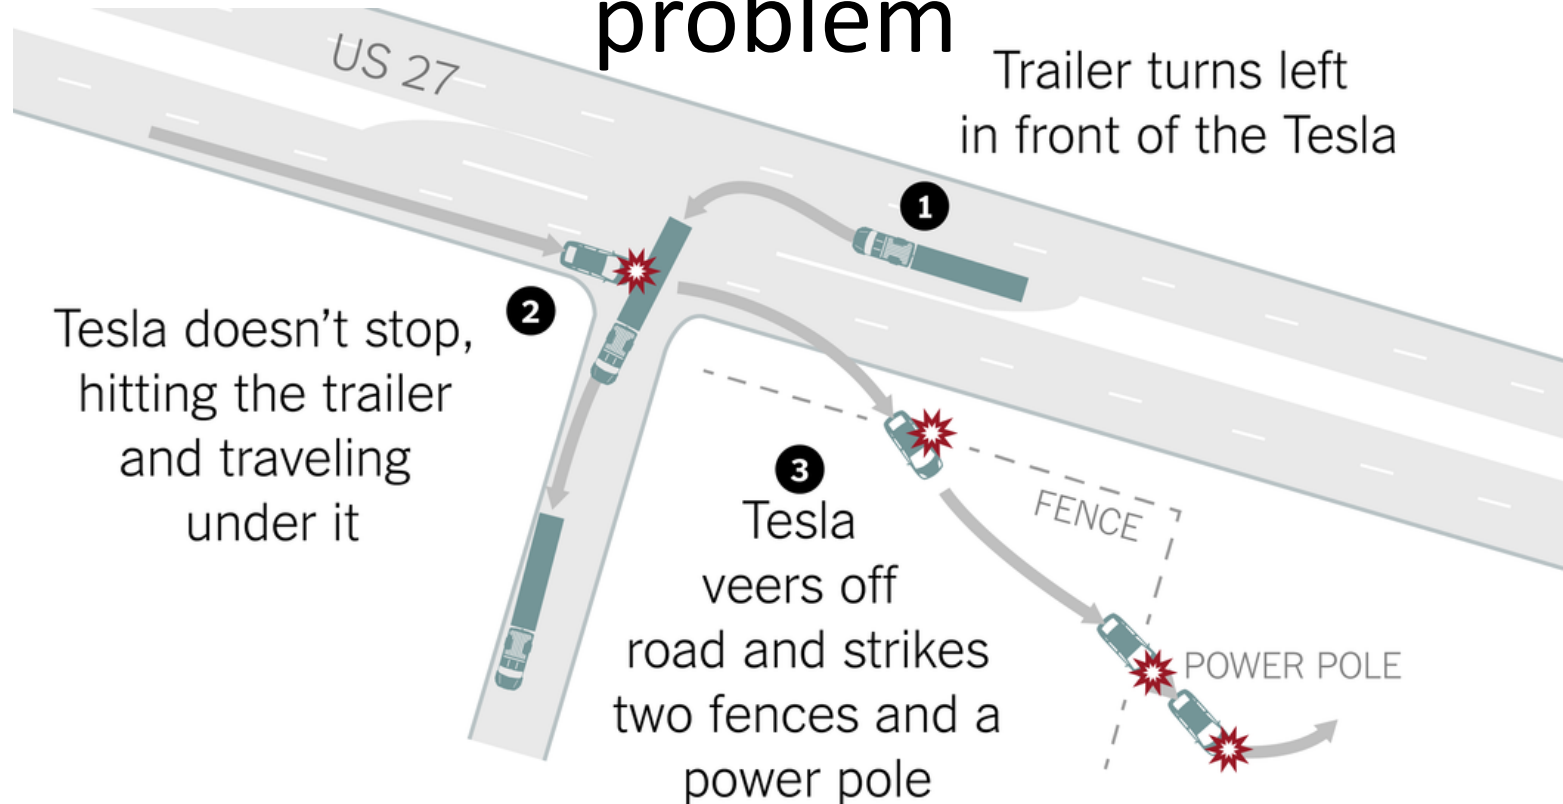 problem
US 27
Trailer turns left
in front of the Tesla
1
2
Tesla doesn’t stop,
hitting the trailer
and traveling
under it
3
Tesla
veers off
road and strikes
two fences and a
power pole
FENCE
POWER POLE